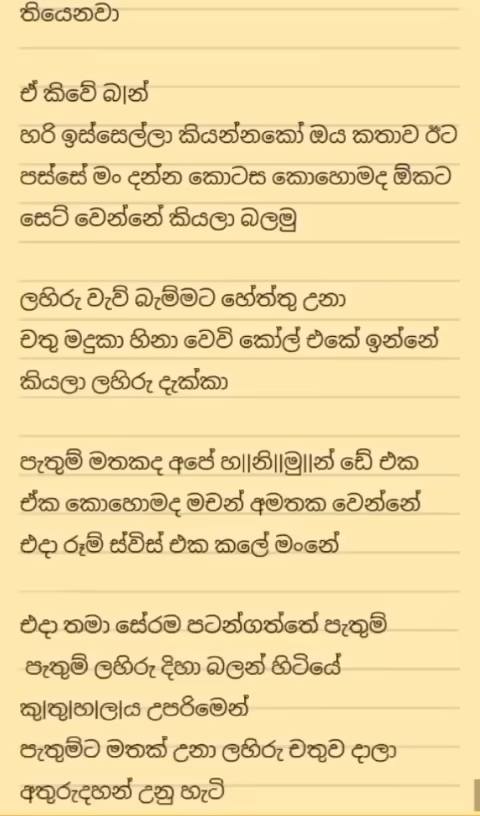 තියෙනවා
ඒ කිවේ බ|න්
හරි ඉස්සෙල්ලා කියන්නකෝ ඔය කතාව ඊට
පස්සේ මං දන්න කොටස කොහොමද ඕකට
සෙට් වෙන්නේ කියලා බලමු
ලහිරු වැව් බැම්මට හේත්තු උනා
චතු මදුකා හිනා වෙවි කෝල් එකේ ඉන්නේ
කියලා ලහිරු දැක්කා
පැතුම් මතකද අපේ හ||නි||මු||න් ඩේ එක
ඒක කොහොමද මචන් අමතක වෙන්නේ
එදා රූම් ස්විස් එක කලේ මංනේ
එදා තමා සේරම පටන්ගත්තේ පැතුම්
පැතුම් ලහිරු දිහා බලන් හිටියේ
කු|තු|හ|ල|ය උපරිමෙන්
පැතුම්ට මතක් උනා ලහිරු චතුව දාලා
අතුරුදහන් උනු හැටි